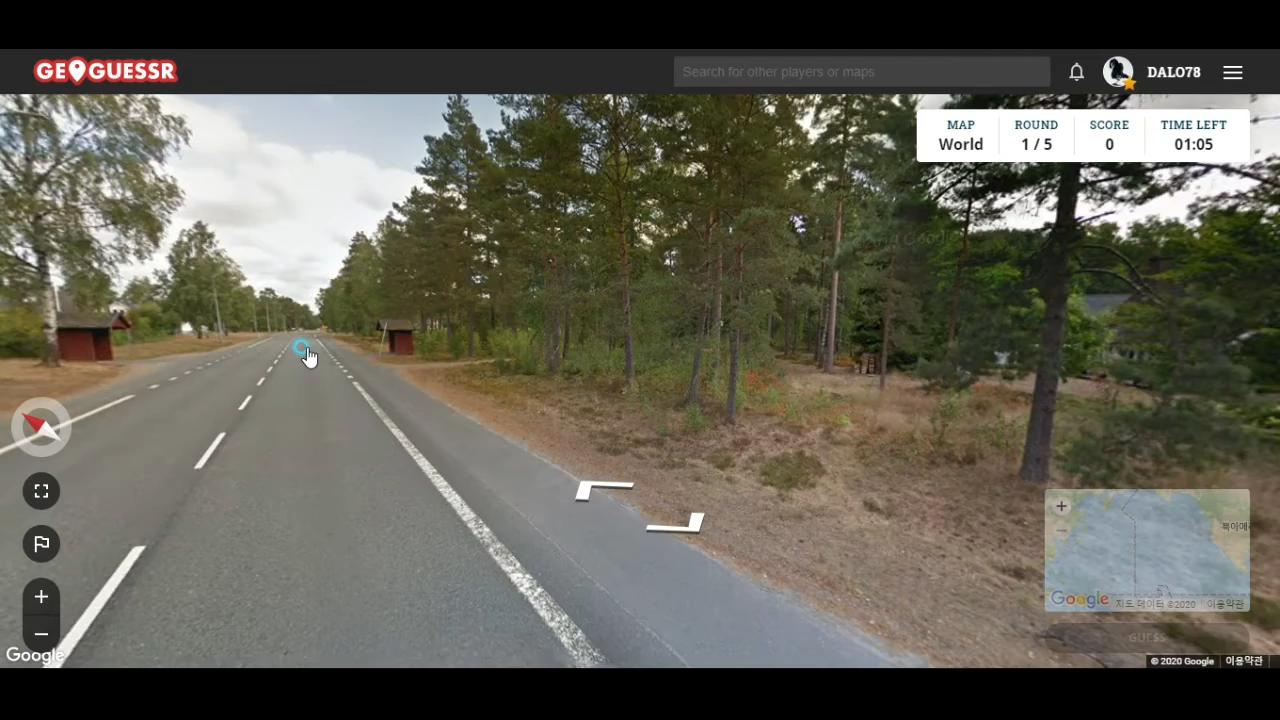 GEOGUESSR
Search for other players or maps
DALO78
MAP
World
ROUND
1 / 5
SCORE
0
TIME LEFT
01:05
Google
지도 데이터 ©2020 이용약관
GUESS
Google
© 2020 Google 이용약관